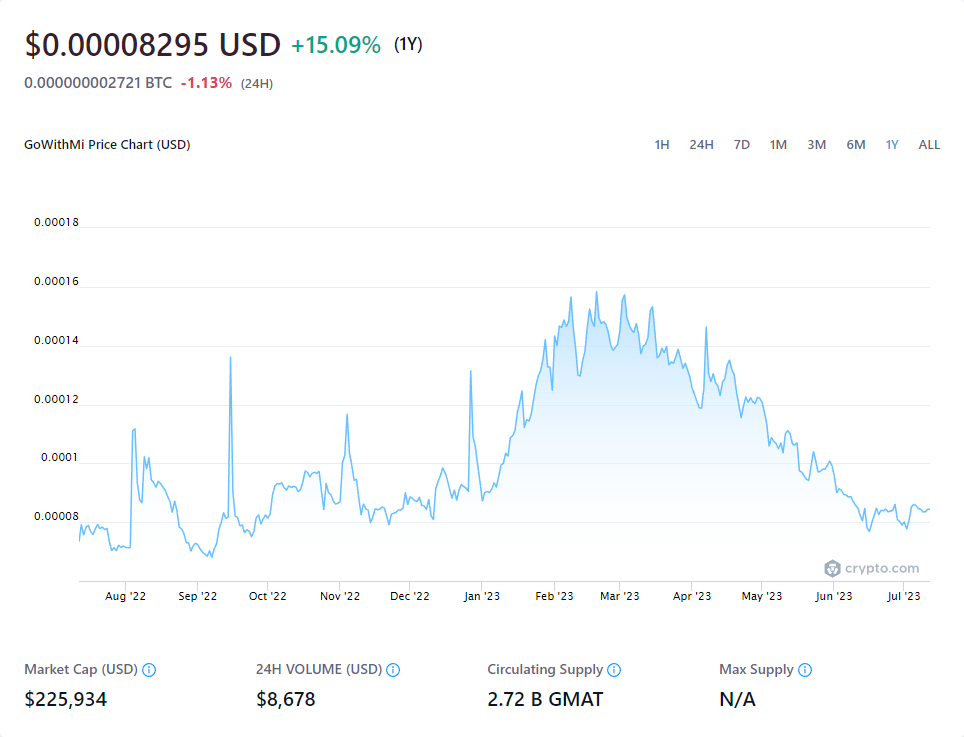 $0.00008295 USD +15.09% (1Y)
0.000000002721 BTC -1.13% (24H)
GoWithMi Price Chart (USD) 1H 24H 7D 1M 3M 6M 1Y ALL
0.00018
0.00016
0.00014
0.00012
0.0001
0.00008
crypto.com
Aug '22 Sep '22 Oct '22 Nov '22 Dec '22 Jan '23 Feb '23 Mar '23 Apr '23 May '23 Jun '23 Jul '23
Market Cap (USD) 24H VOLUME (USD) Circulating Supply Max Supply
$225,934 $8,678 2.72 B GMAT N/A